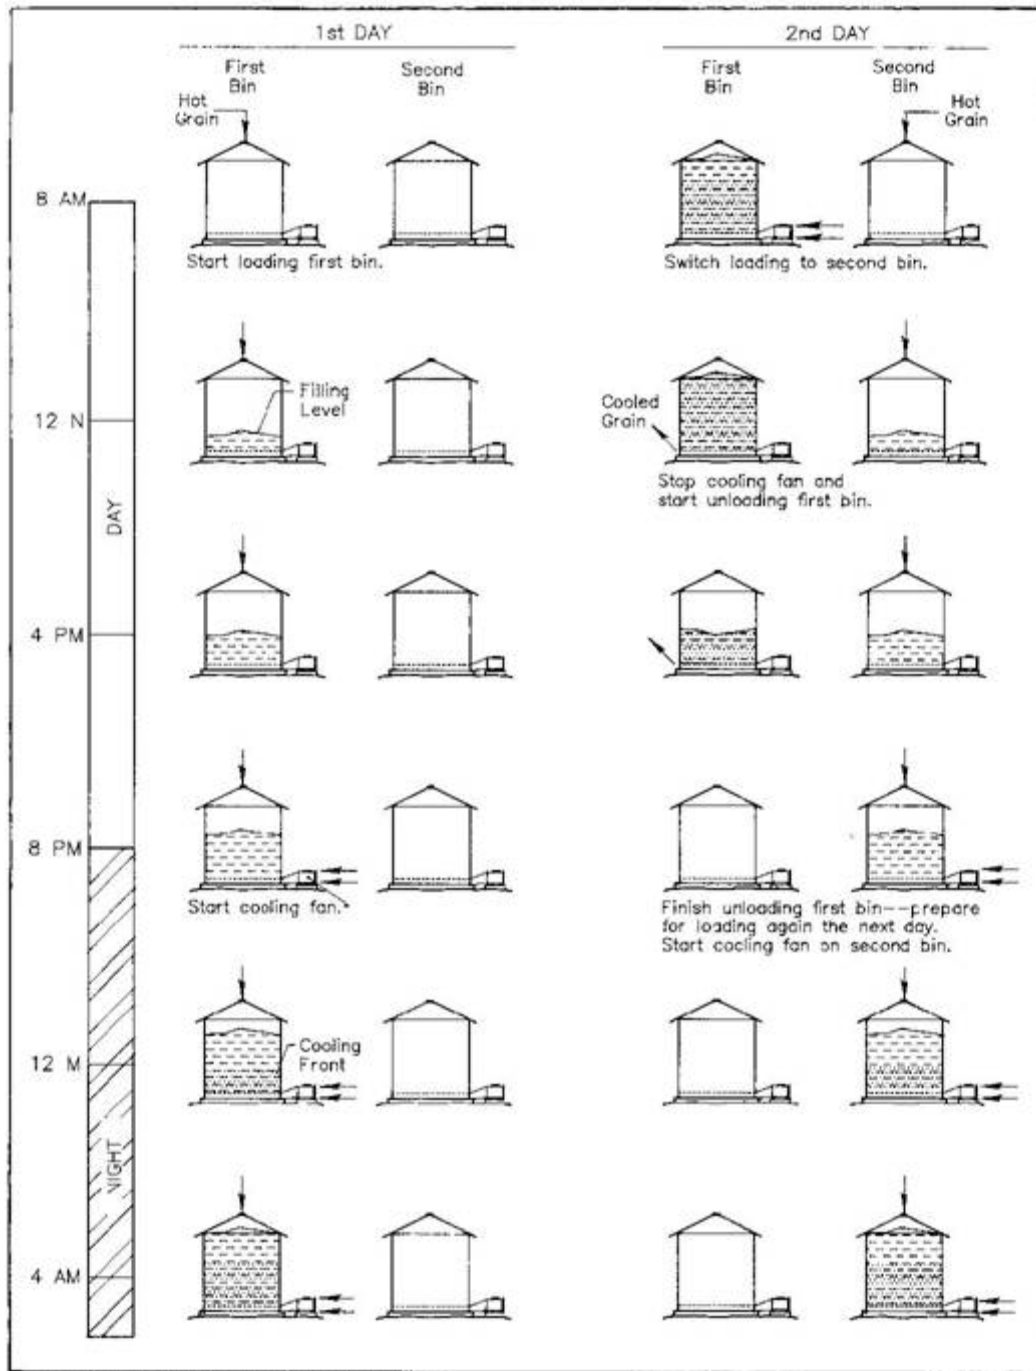 1st DAY
2nd DAY
First
Bin
Second
Bin
First
Bin
Second
Bin
Hot
Grain
Hot
Grain
8 AM
Start loading first bin.
Switch loading to second bin.
Filling
Level
12 N
Cooled
Grain
Stop cooling fan and
start unloading first bin.
DAY
4 PM
8 PM
Start cooling fan.
Finish unloading first bin--prepare
for loading again the next day.
Start cooling fan on second bin.
12 M
Cooling
Front
NIGHT
4 AM